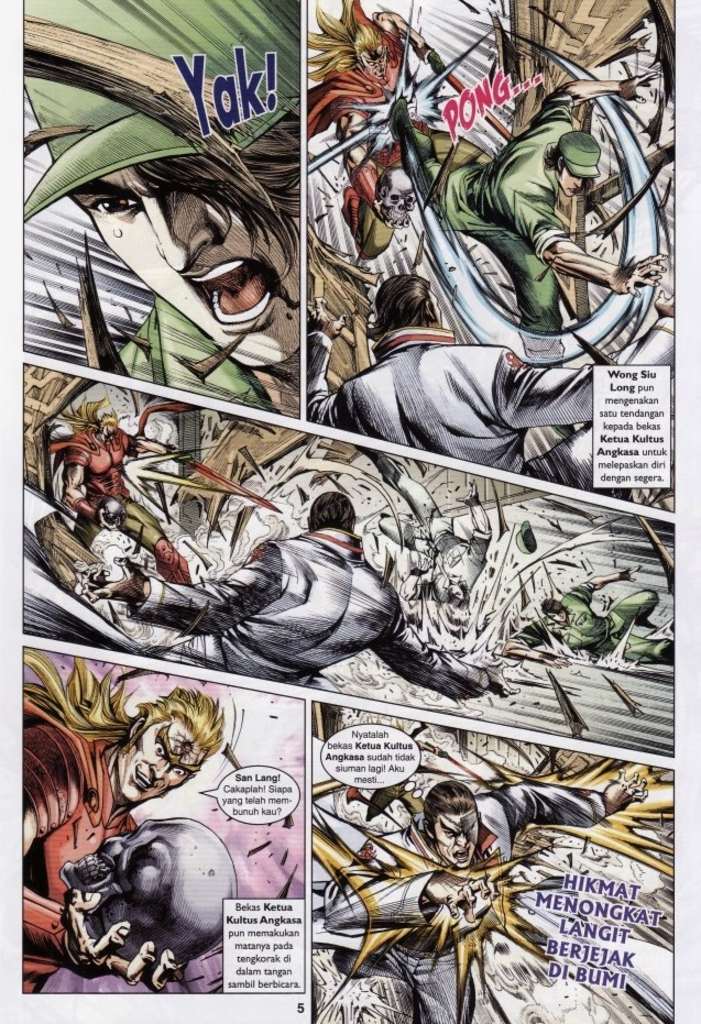 Yak!
PONG...
Wong Siu
Long pun
mengenakan
satu tendangan
kepada bekas
Ketua Kultus
Angkasa untuk
melepaskan diri
dengan segera.
San Lang!
Cakaplah! Siapa
yang telah mem-
bunuh kau?
Bekas Ketua
Kultus Angkasa
pun memakukan
matanya pada
tengkorak di
dalam tangan
sambil berbicara.
Nyatalah
bekas Ketua Kultus
Angkasa sudah tidak
siuman lagi! Aku
mesti...
HIKMAT
MENONGKAT
LANGIT
BERJEJAK
DI BUMI
5